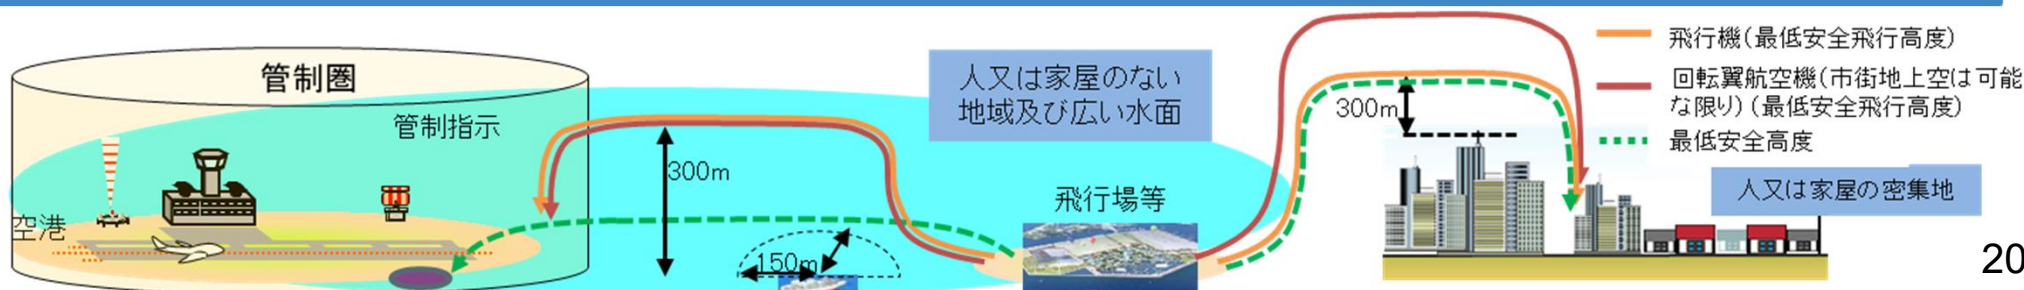 管制圏
管制指示
空港
300m
150m
人又は家屋のない
地域及び広い水面
飛行場等
300m
飛行機(最低安全飛行高度)
回転翼航空機(市街地上空は可能
な限り)(最低安全飛行高度)
最低安全高度
人又は家屋の密集地
20